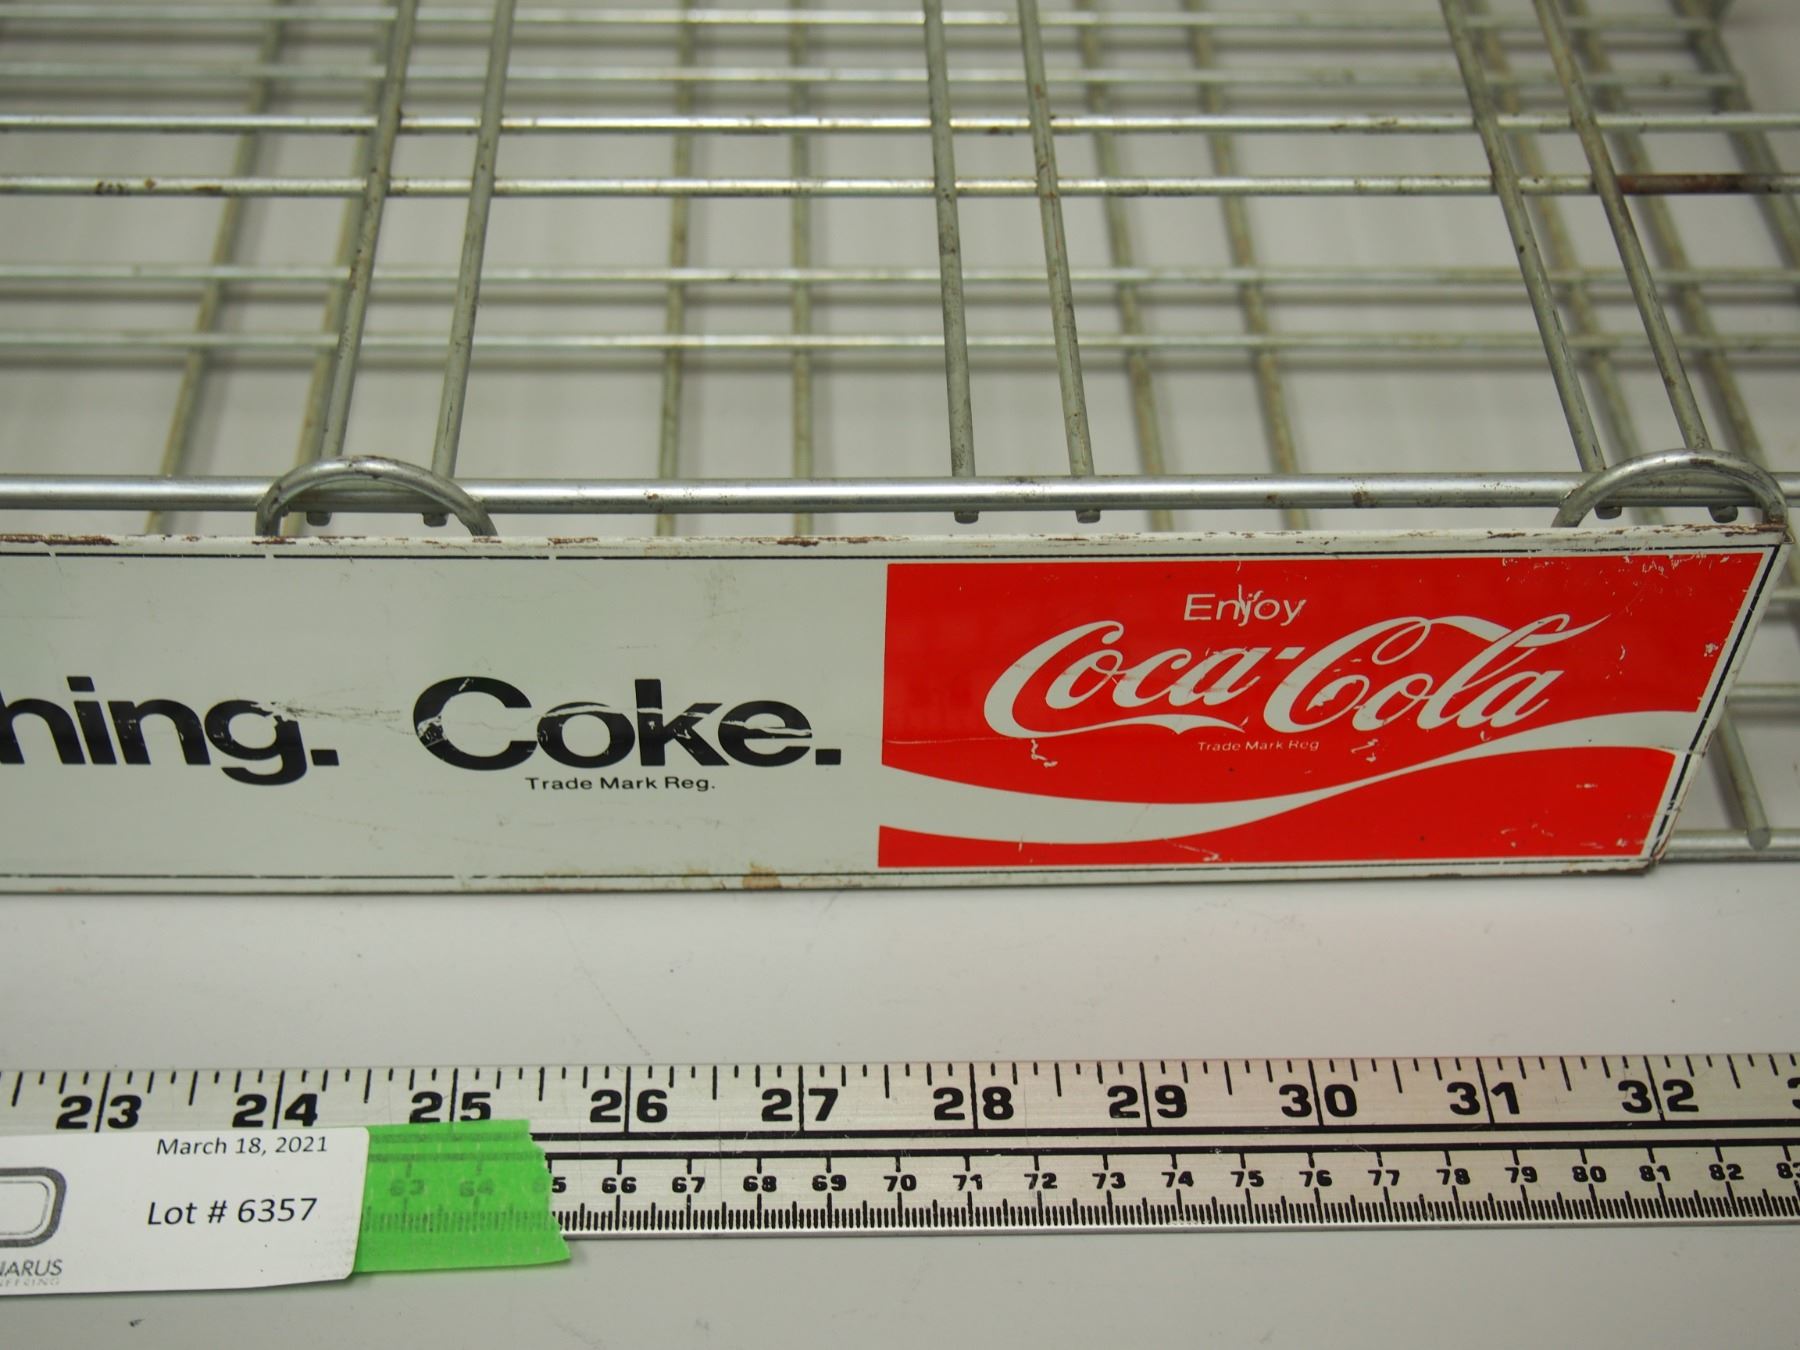 hing. Coke.
Trade Mark Reg.
Enjoy
Coca-Cola
Trade Mark Reg
23 24 25 26 27 28 29 30 31 32
63 64 65 66 67 68 69 70 71 72 73 74 75 76 77 78 79 80 81 82
March 18, 2021
Lot # 6357